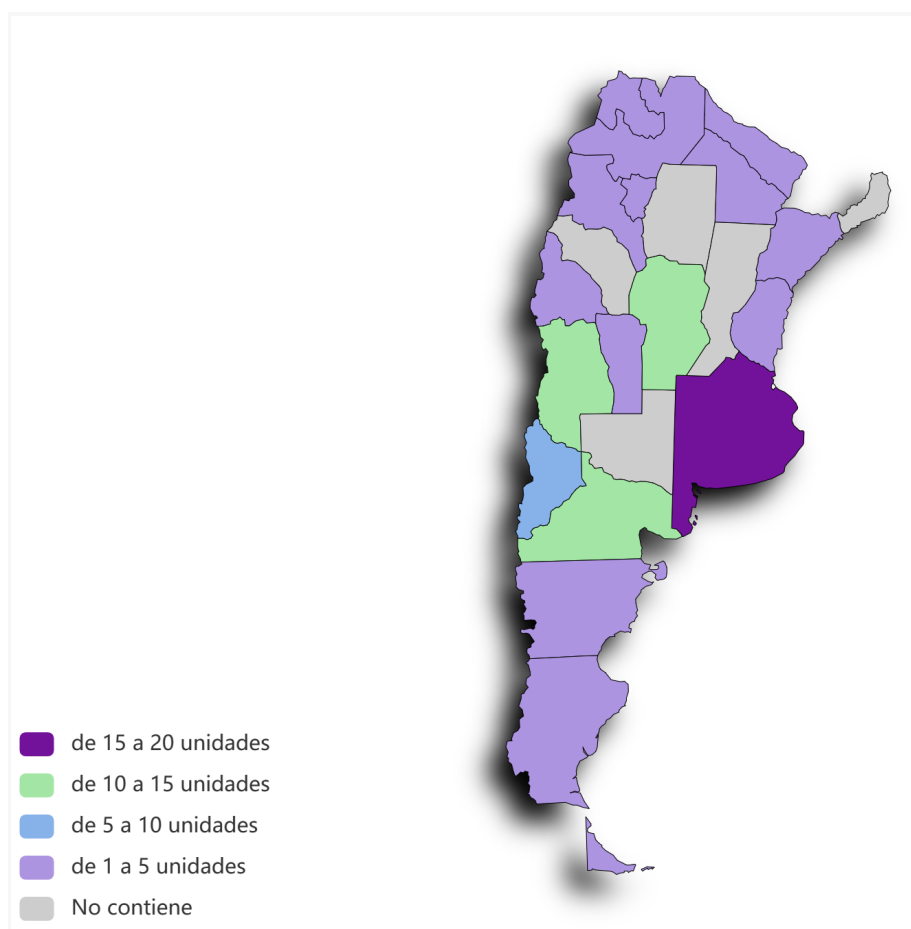 de 15 a 20 unidades
de 10 a 15 unidades
de 5 a 10 unidades
de 1 a 5 unidades
No contiene